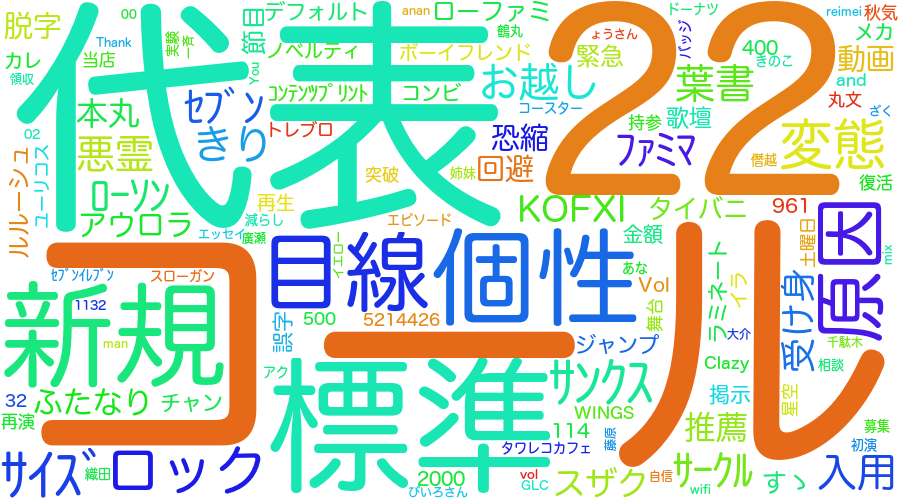 代表
22
コール
新規
標準
目線
個性
原因
変態
脱字
00
Thank
実験
一斉
節目
デフォルト
anan
ローファミ
鶴丸
ドーナツ
reimei
秋気
カレ
領収
当店
ノベルティ
You
ボーイフレンド
ょうさん
緊急
バッジ
400
きのこ
動画
メカ
and
本丸
セブン
コンテンツプリント
コンビ
お越し
コースター
葉書
丸文
ざく
02
悪霊
きり
トレブロ
恐縮
持参
歌壇
ファミマ
僭越
突破
姉妹
回避
復活
ルルーシュ
ユーリコス
ローソン
アウロラ
再生
減らし
エッセイ
廣瀬
エピソード
KOFXI
タイバニ
961
イエロー
金額
あな
土曜日
mix
セブンイレブン
スローガン
1132
500
5214426
Vol
舞台
ラミネート
イラ
大介
受け身
千駄木
man
誤字
ジャンプ
Clazy
相談
32
再演
ふたなり
チャン
アク
サンクス
WINGS
掲示
星空
114
藤原
推薦
募集
初演
サイズ
織田
ロック
2000
びいろさん
タワレコカフェ
vol
GLC
スザク
自信
サークル
wifi
すゝ
入用